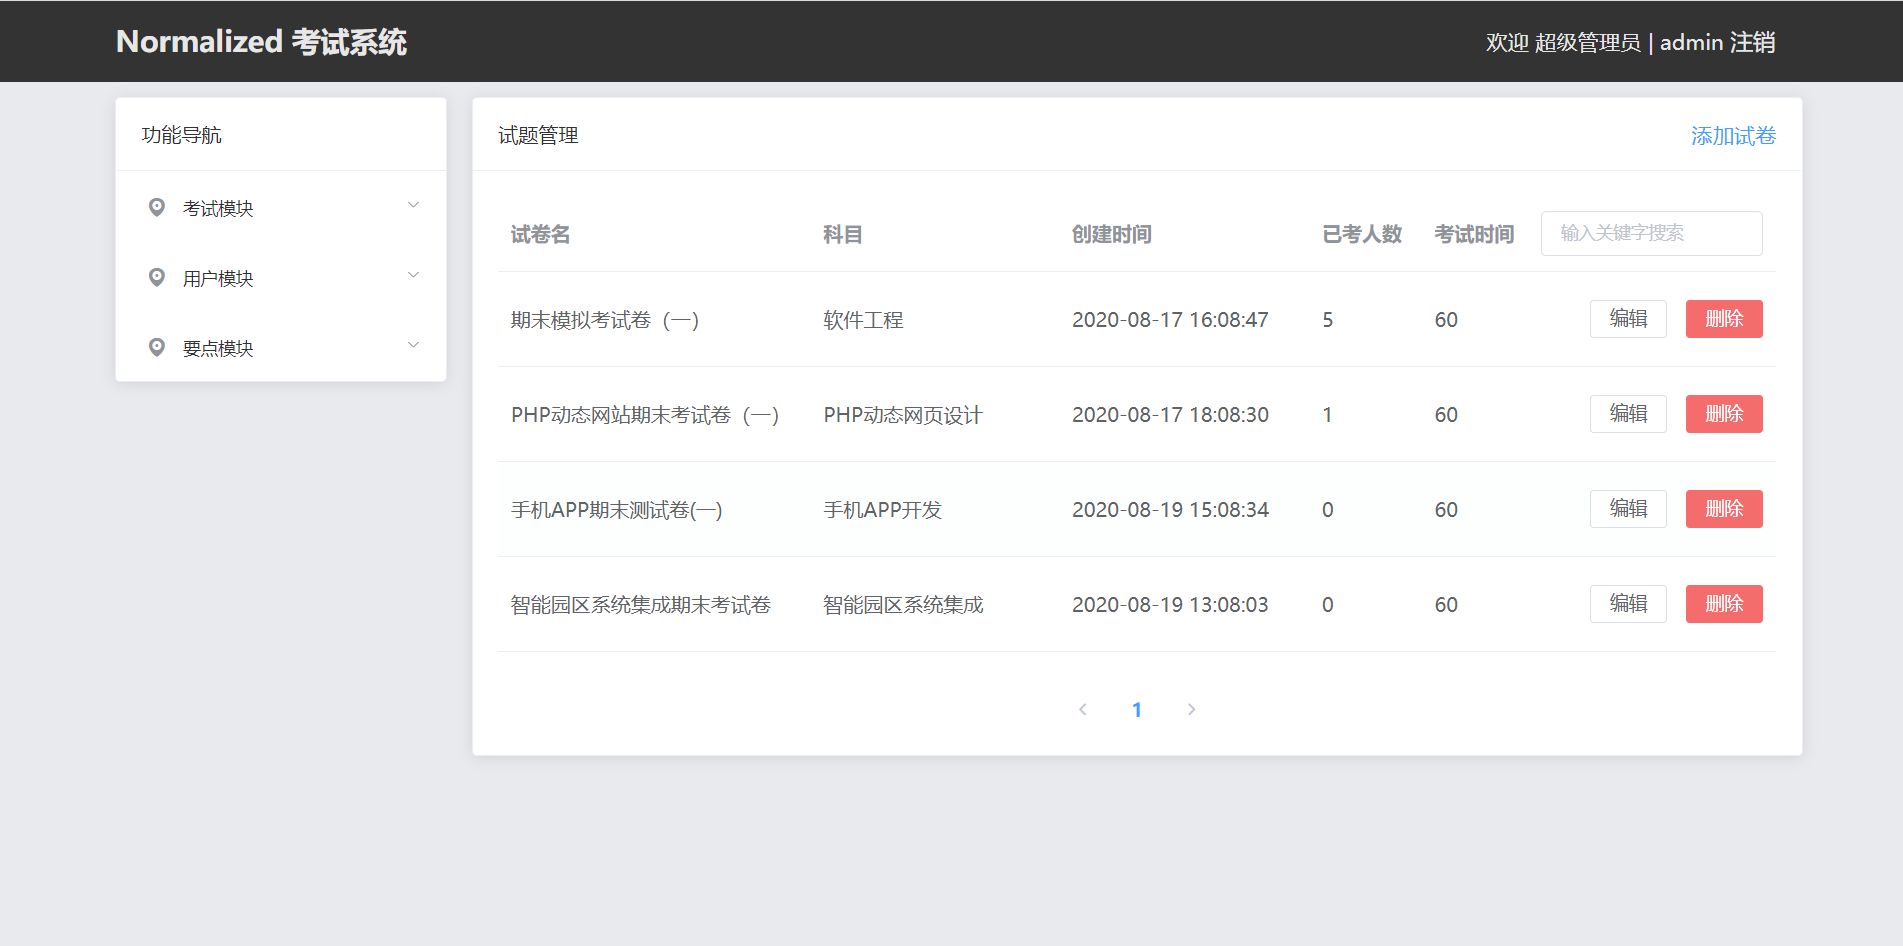 Normalized 考试系统
欢迎 超级管理员 | admin 注销
功能导航
考试模块
用户模块
要点模块
试题管理
添加试卷
试卷名 科目 创建时间 已考人数 考试时间 输入关键字搜索
期末模拟考试卷（一） 软件工程 2020-08-17 16:08:47 5 60 编辑 删除
PHP动态网站期末考试卷（一） PHP动态网页设计 2020-08-17 18:08:30 1 60 编辑 删除
手机APP期末测试卷(一) 手机APP开发 2020-08-19 15:08:34 0 60 编辑 删除
智能园区系统集成期末考试卷 智能园区系统集成 2020-08-19 13:08:03 0 60 编辑 删除
1